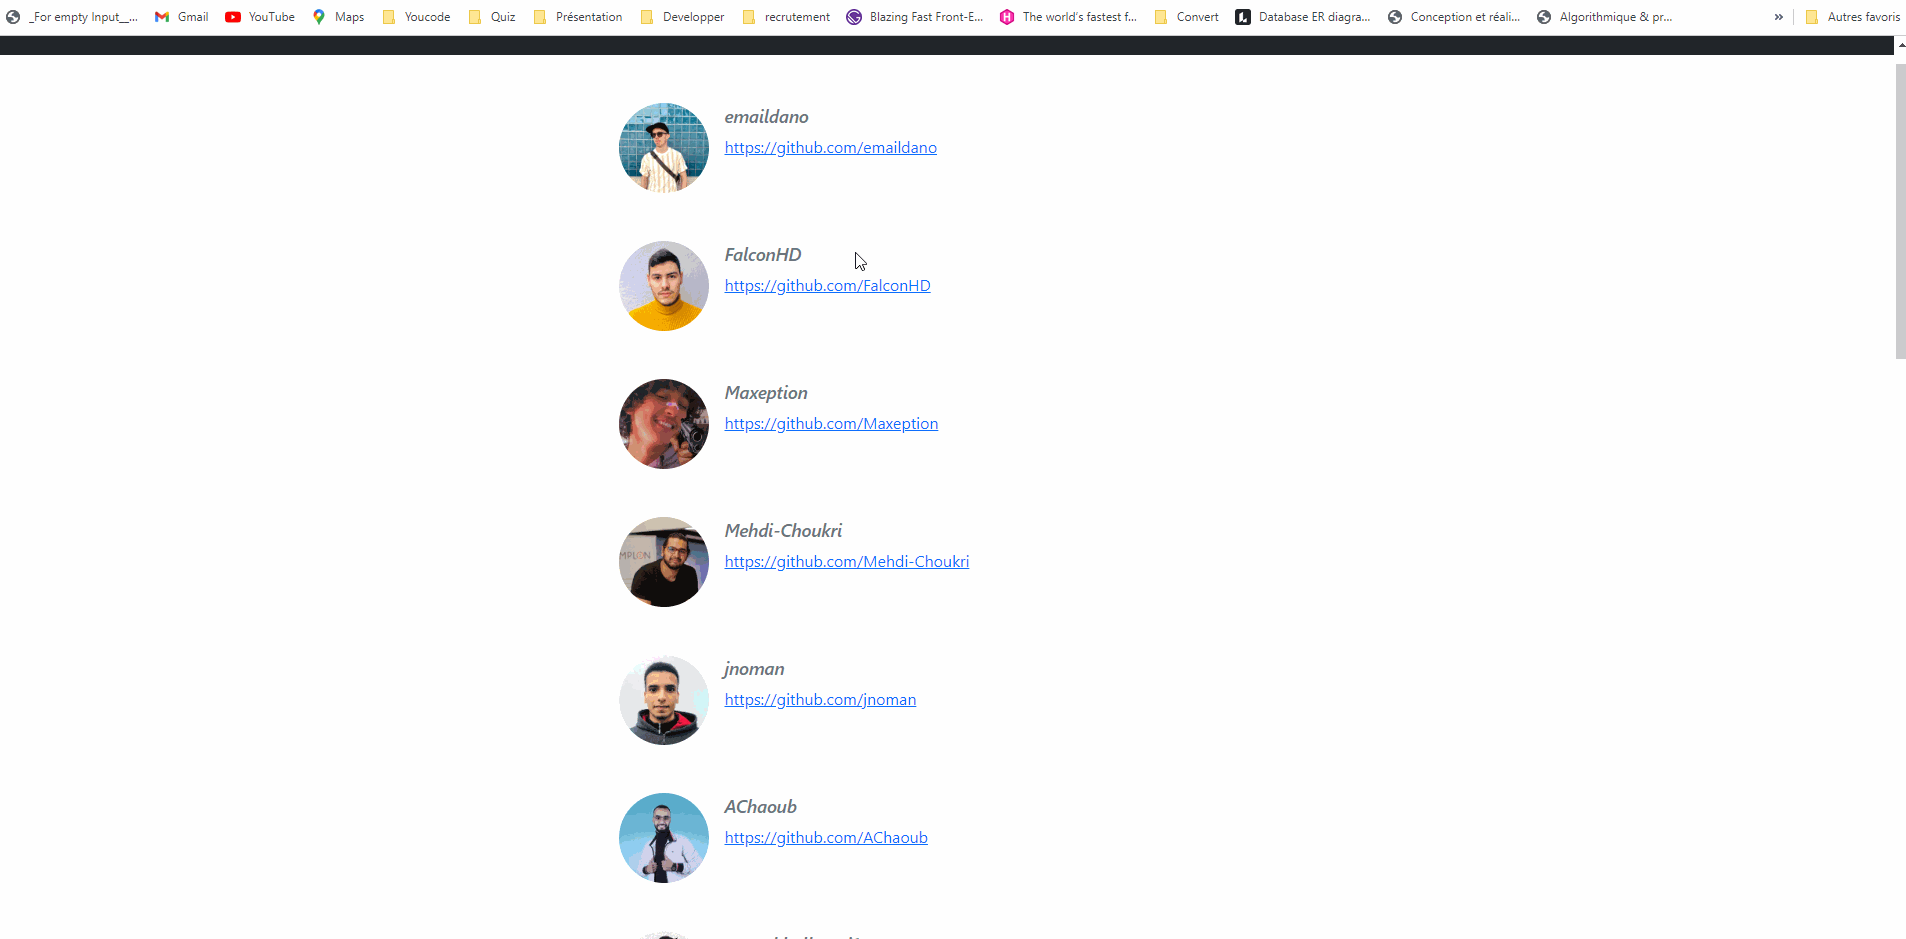 _For empty Input__... Gmail YouTube Maps Youcode Quiz Présentation Developper recrutement Blazing Fast Front-E... The world's fastest f... Convert Database ER diagra... Conception et réali... Algorithmique & pr... » Autres favoris
emaildano
https://github.com/emaildano
FalconHD
https://github.com/FalconHD
Maxeption
https://github.com/Maxeption
MPLON
Mehdi-Choukri
https://github.com/Mehdi-Choukri
jnoman
https://github.com/jnoman
AChaoub
https://github.com/AChaoub